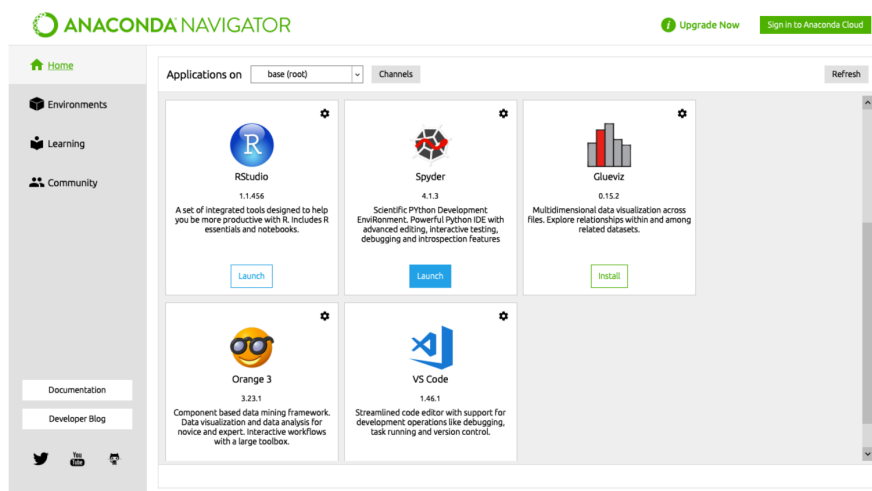 ANACONDA NAVIGATOR
Upgrade Now
Sign in to Anaconda Cloud
Home
Environments
Learning
Community
Documentation
Developer Blog
You
Tube
Applications on
base (root)
Channels
Refresh
R
RStudio
1.1.456
A set of integrated tools designed to help
you be more productive with R. Includes R
essentials and notebooks.
Launch
Spyder
4.1.3
Scientific PYthon Development
EnviRonment. Powerful Python IDE with
advanced editing, interactive testing,
debugging and introspection features
Launch
Glueviz
0.15.2
Multidimensional data visualization across
files. Explore relationships within and among
related datasets.
Install
Orange 3
3.23.1
Component based data mining framework.
Data visualization and data analysis for
novice and expert. Interactive workflows
with a large toolbox.
VS Code
1.46.1
Streamlined code editor with support for
development operations like debugging,
task running and version control.